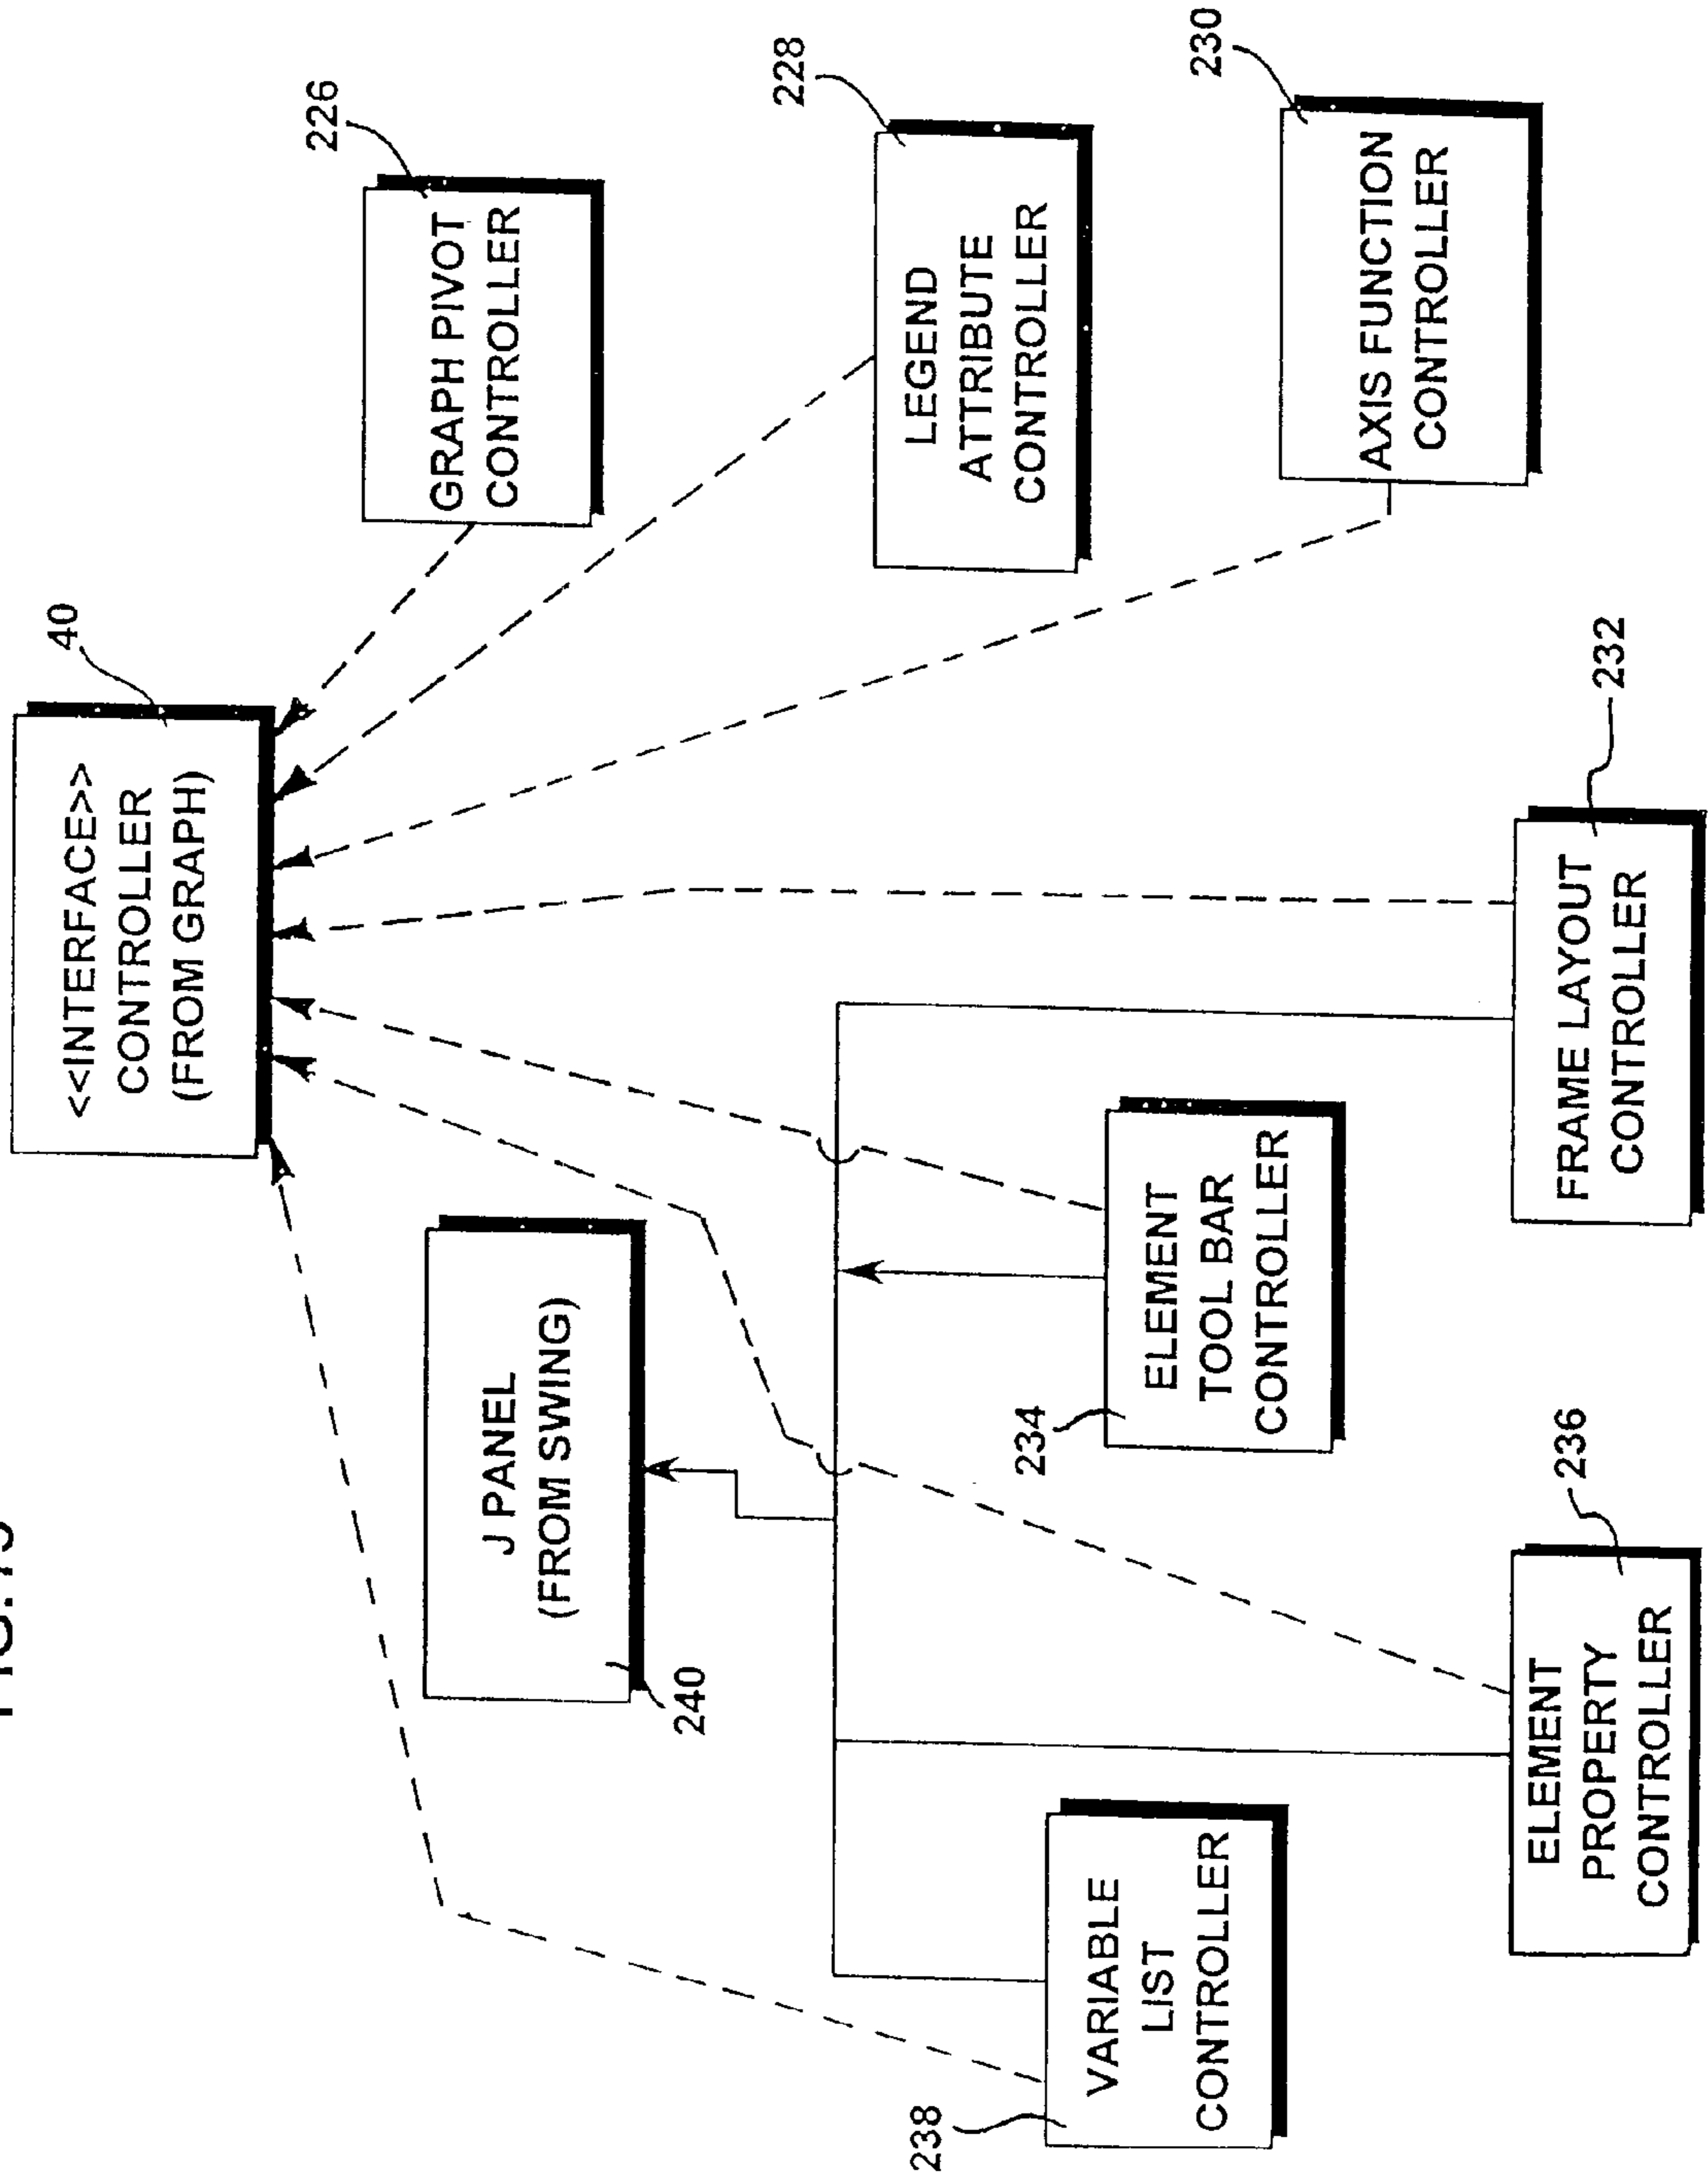 FIG.
40
<<INTERFACE>>
CONTROLLER
(FROM GRAPH)
J PANEL
(FROM SWING)
240
226
GRAPH PIVOT
CONTROLLER
228
LEGEND
ATTRIBUTE
CONTROLLER
230
AXIS FUNCTION
CONTROLLER
238
VARIABLE
LIST
CONTROLLER
234
ELEMENT
TOOL BAR
CONTROLLER
236
ELEMENT
PROPERTY
CONTROLLER
232
FRAME LAYOUT
CONTROLLER